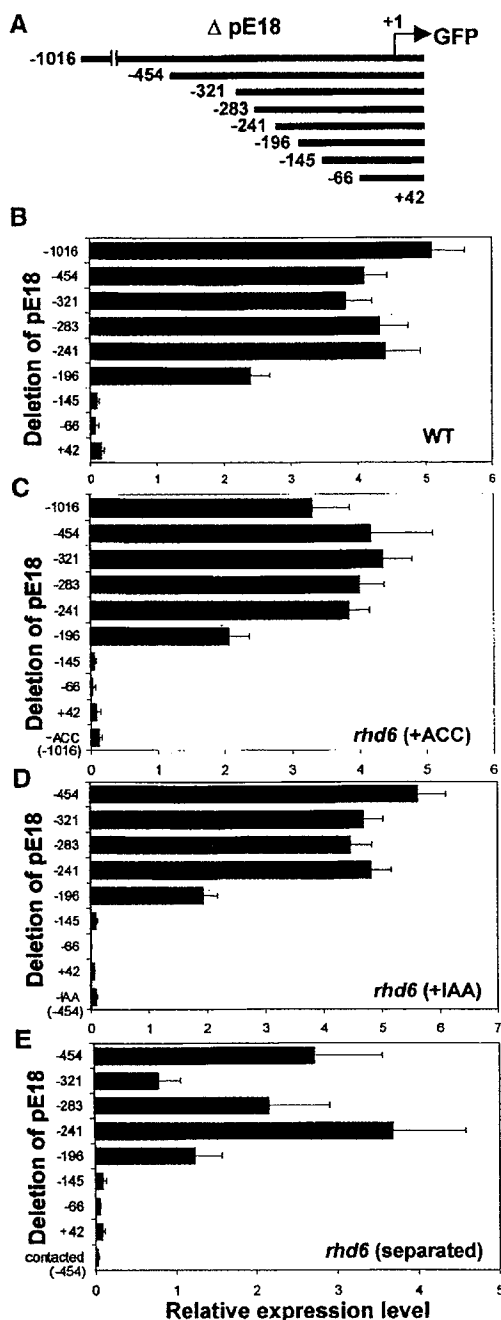 A
Δ pE18
+1
GFP
-1016
-454
-321
-283
-241
-196
-145
-66
+42
B
Deletion of pE18
-1016
-454
-321
-283
-241
-196
-145
-66
+42
WT
0 1 2 3 4 5 6
C
Deletion of pE18
-1016
-454
-321
-283
-241
-196
-145
-66
+42
-ACC
(-1016)
rhd6 (+ACC)
0 1 2 3 4 5 6
D
Deletion of pE18
-454
-321
-283
-241
-196
-145
-66
+42
-IAA
(-454)
rhd6 (+IAA)
0 1 2 3 4 5 6 7
E
Deletion of pE18
-454
-321
-283
-241
-196
-145
-66
+42
contacted
(-454)
rhd6 (separated)
0 1 2 3 4 5
Relative expression level